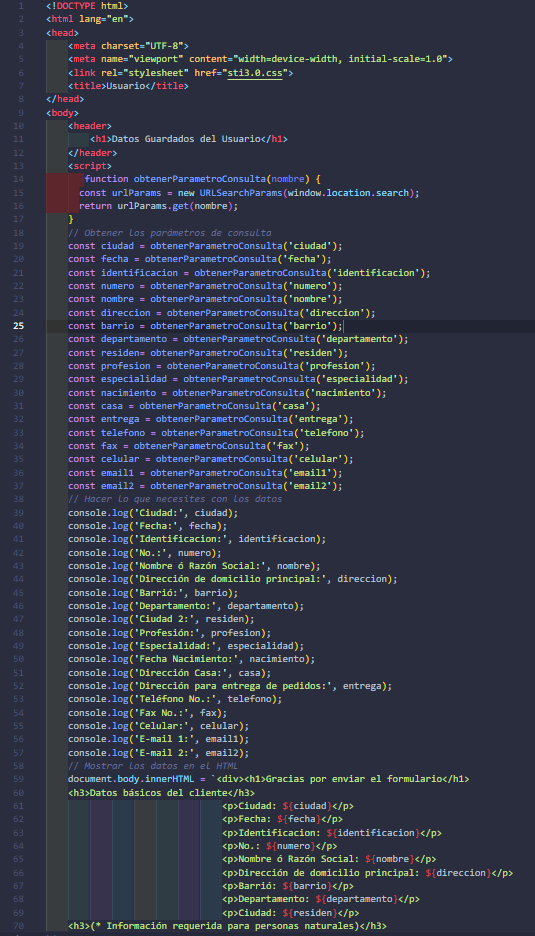 1 <!DOCTYPE html>
2 <html lang="en">
3 <head>
4 <meta charset="UTF-8">
5 <meta name="viewport" content="width=device-width, initial-scale=1.0">
6 <link rel="stylesheet" href="sti3.0.css">
7 <title>Usuario</title>
8 </head>
9 <body>
10 <header>
11 <h1>Datos Guardados del Usuario</h1>
12 </header>
13 <script>
14 function obtenerParametroConsulta(nombre) {
15 const urlParams = new URLSearchParams(window.location.search);
16 return urlParams.get(nombre);
17 }
18 // Obtener los parámetros de consulta
19 const ciudad = obtenerParametroConsulta('ciudad');
20 const fecha = obtenerParametroConsulta('fecha');
21 const identificacion = obtenerParametroConsulta('identificacion');
22 const numero = obtenerParametroConsulta('numero');
23 const nombre = obtenerParametroConsulta('nombre');
24 const direccion = obtenerParametroConsulta('direccion');
25 const barrio = obtenerParametroConsulta('barrio');
26 const departamento = obtenerParametroConsulta('departamento');
27 const residen= obtenerParametroConsulta('residen');
28 const profesion = obtenerParametroConsulta('profesion');
29 const especialidad = obtenerParametroConsulta('especialidad');
30 const nacimiento = obtenerParametroConsulta('nacimiento');
31 const casa = obtenerParametroConsulta('casa');
32 const entrega = obtenerParametroConsulta('entrega');
33 const telefono = obtenerParametroConsulta('telefono');
34 const fax = obtenerParametroConsulta('fax');
35 const celular = obtenerParametroConsulta('celular');
36 const email1 = obtenerParametroConsulta('email1');
37 const email2 = obtenerParametroConsulta('email2');
38 // Hacer lo que necesites con los datos
39 console.log('Ciudad:', ciudad);
40 console.log('Fecha:', fecha);
41 console.log('Identificacion:', identificacion);
42 console.log('No.:', numero);
43 console.log('Nombre ó Razón Social:', nombre);
44 console.log('Dirección de domicilio principal:', direccion);
45 console.log('Barrió:', barrio);
46 console.log('Departamento:', departamento);
47 console.log('Ciudad 2:', residen);
48 console.log('Profesión:', profesion);
49 console.log('Especialidad:', especialidad);
50 console.log('Fecha Nacimiento:', nacimiento);
51 console.log('Dirección Casa:', casa);
52 console.log('Dirección para entrega de pedidos:', entrega);
53 console.log('Teléfono No.:', telefono);
54 console.log('Fax No.:', fax);
55 console.log('Celular:', celular);
56 console.log('E-mail 1:', email1);
57 console.log('E-mail 2:', email2);
58 // Mostrar los datos en el HTML
59 document.body.innerHTML = `<div><h1>Gracias por enviar el formulario</h1>
60 <h3>Datos básicos del cliente</h3>
61 <p>Ciudad: ${ciudad}</p>
62 <p>Fecha: ${fecha}</p>
63 <p>Identificacion: ${identificacion}</p>
64 <p>No.: ${numero}</p>
65 <p>Nombre ó Razón Social: ${nombre}</p>
66 <p>Dirección de domicilio principal: ${direccion}</p>
67 <p>Barrió: ${barrio}</p>
68 <p>Departamento: ${departamento}</p>
69 <p>Ciudad: ${residen}</p>
70 <h3>(* Información requerida para personas naturales)</h3>